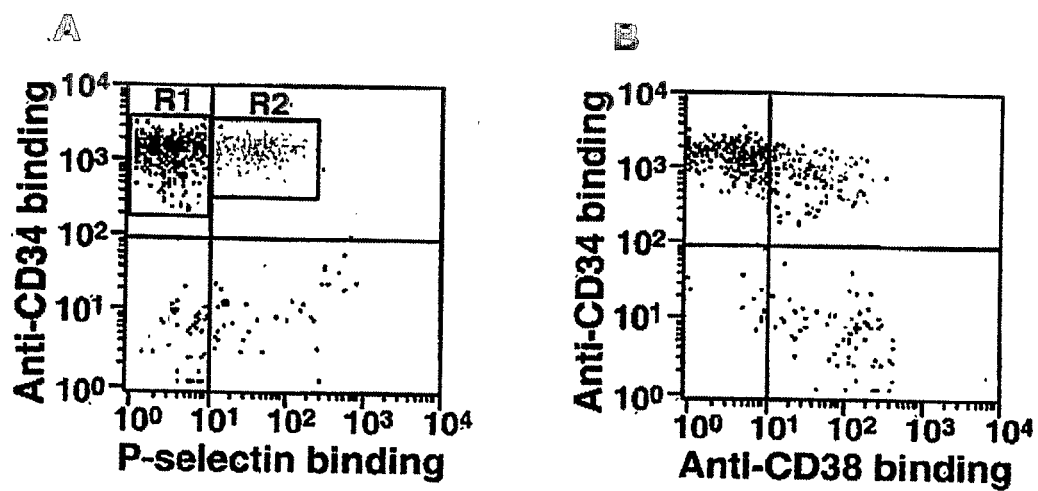 A
Anti-CD34 binding
10⁴
10³
10²
10¹
10⁰
R1 R2
10⁰ 10¹ 10² 10³ 10⁴
P-selectin binding
B
Anti-CD34 binding
10⁴
10³
10²
10¹
10⁰
10⁰ 10¹ 10² 10³ 10⁴
Anti-CD38 binding